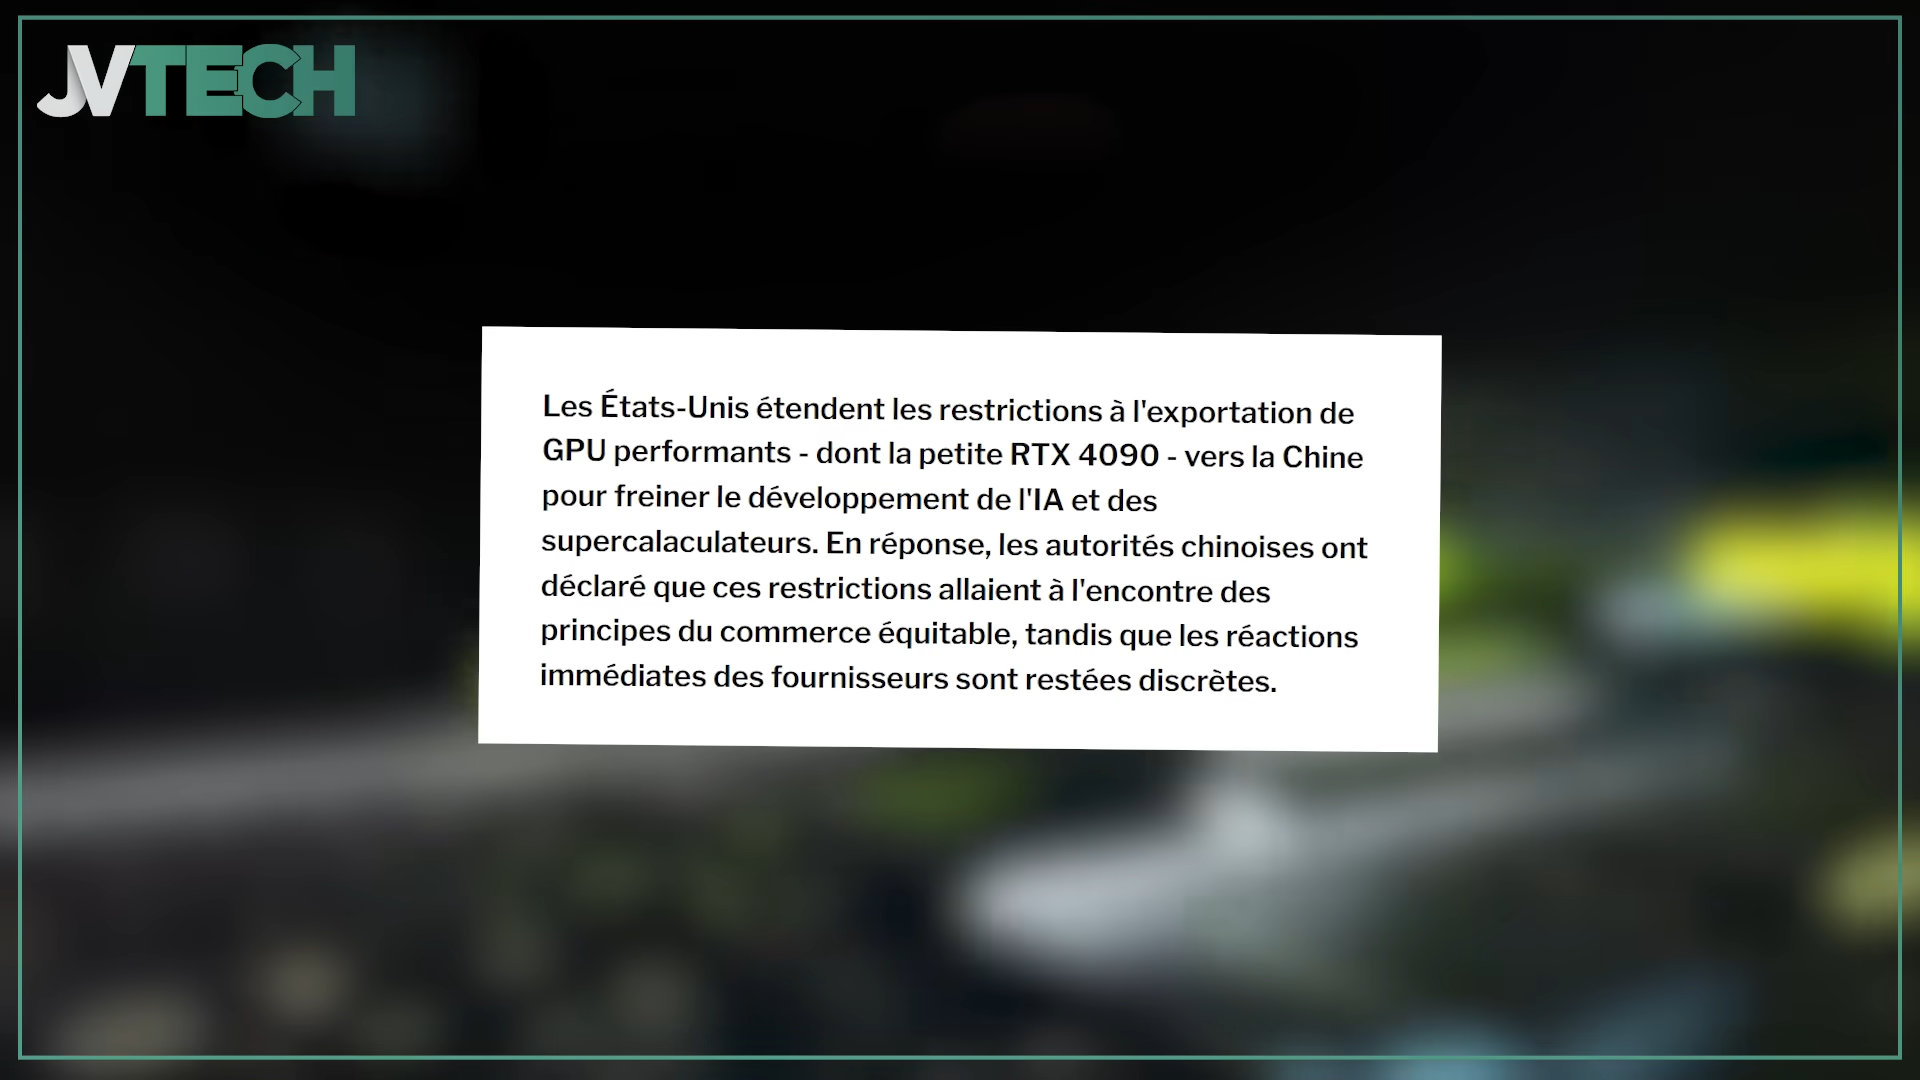 JVTECH
Les États-Unis étendent les restrictions à l'exportation de
GPU performants - dont la petite RTX 4090 - vers la Chine
pour freiner le développement de l'IA et des
supercalaculateurs. En réponse, les autorités chinoises ont
déclaré que ces restrictions allaient à l'encontre des
principes du commerce équitable, tandis que les réactions
immédiates des fournisseurs sont restées discrètes.